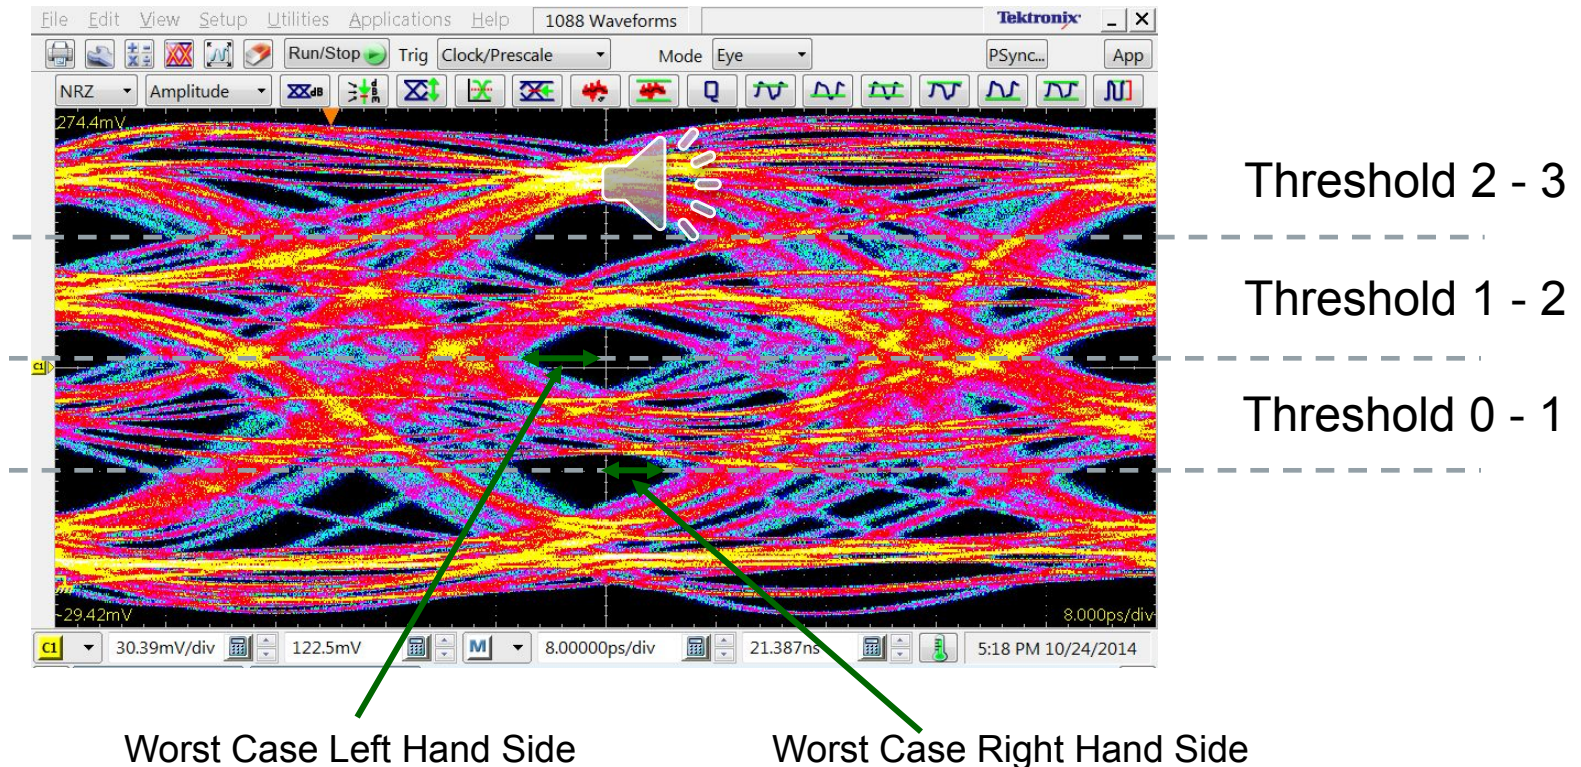 File Edit View Setup Utilities Applications Help 1088 Waveforms Tektronix
Run/Stop Trig Clock/Prescale Mode Eye PSync... App
NRZ Amplitude dB dBm Q
274.4mV
Threshold 2 - 3
Threshold 1 - 2
C1
Threshold 0 - 1
-29.42mV 8.000ps/div
C1 30.39mV/div 122.5mV M 8.00000ps/div 21.387ns 5:18 PM 10/24/2014
Worst Case Left Hand Side Worst Case Right Hand Side